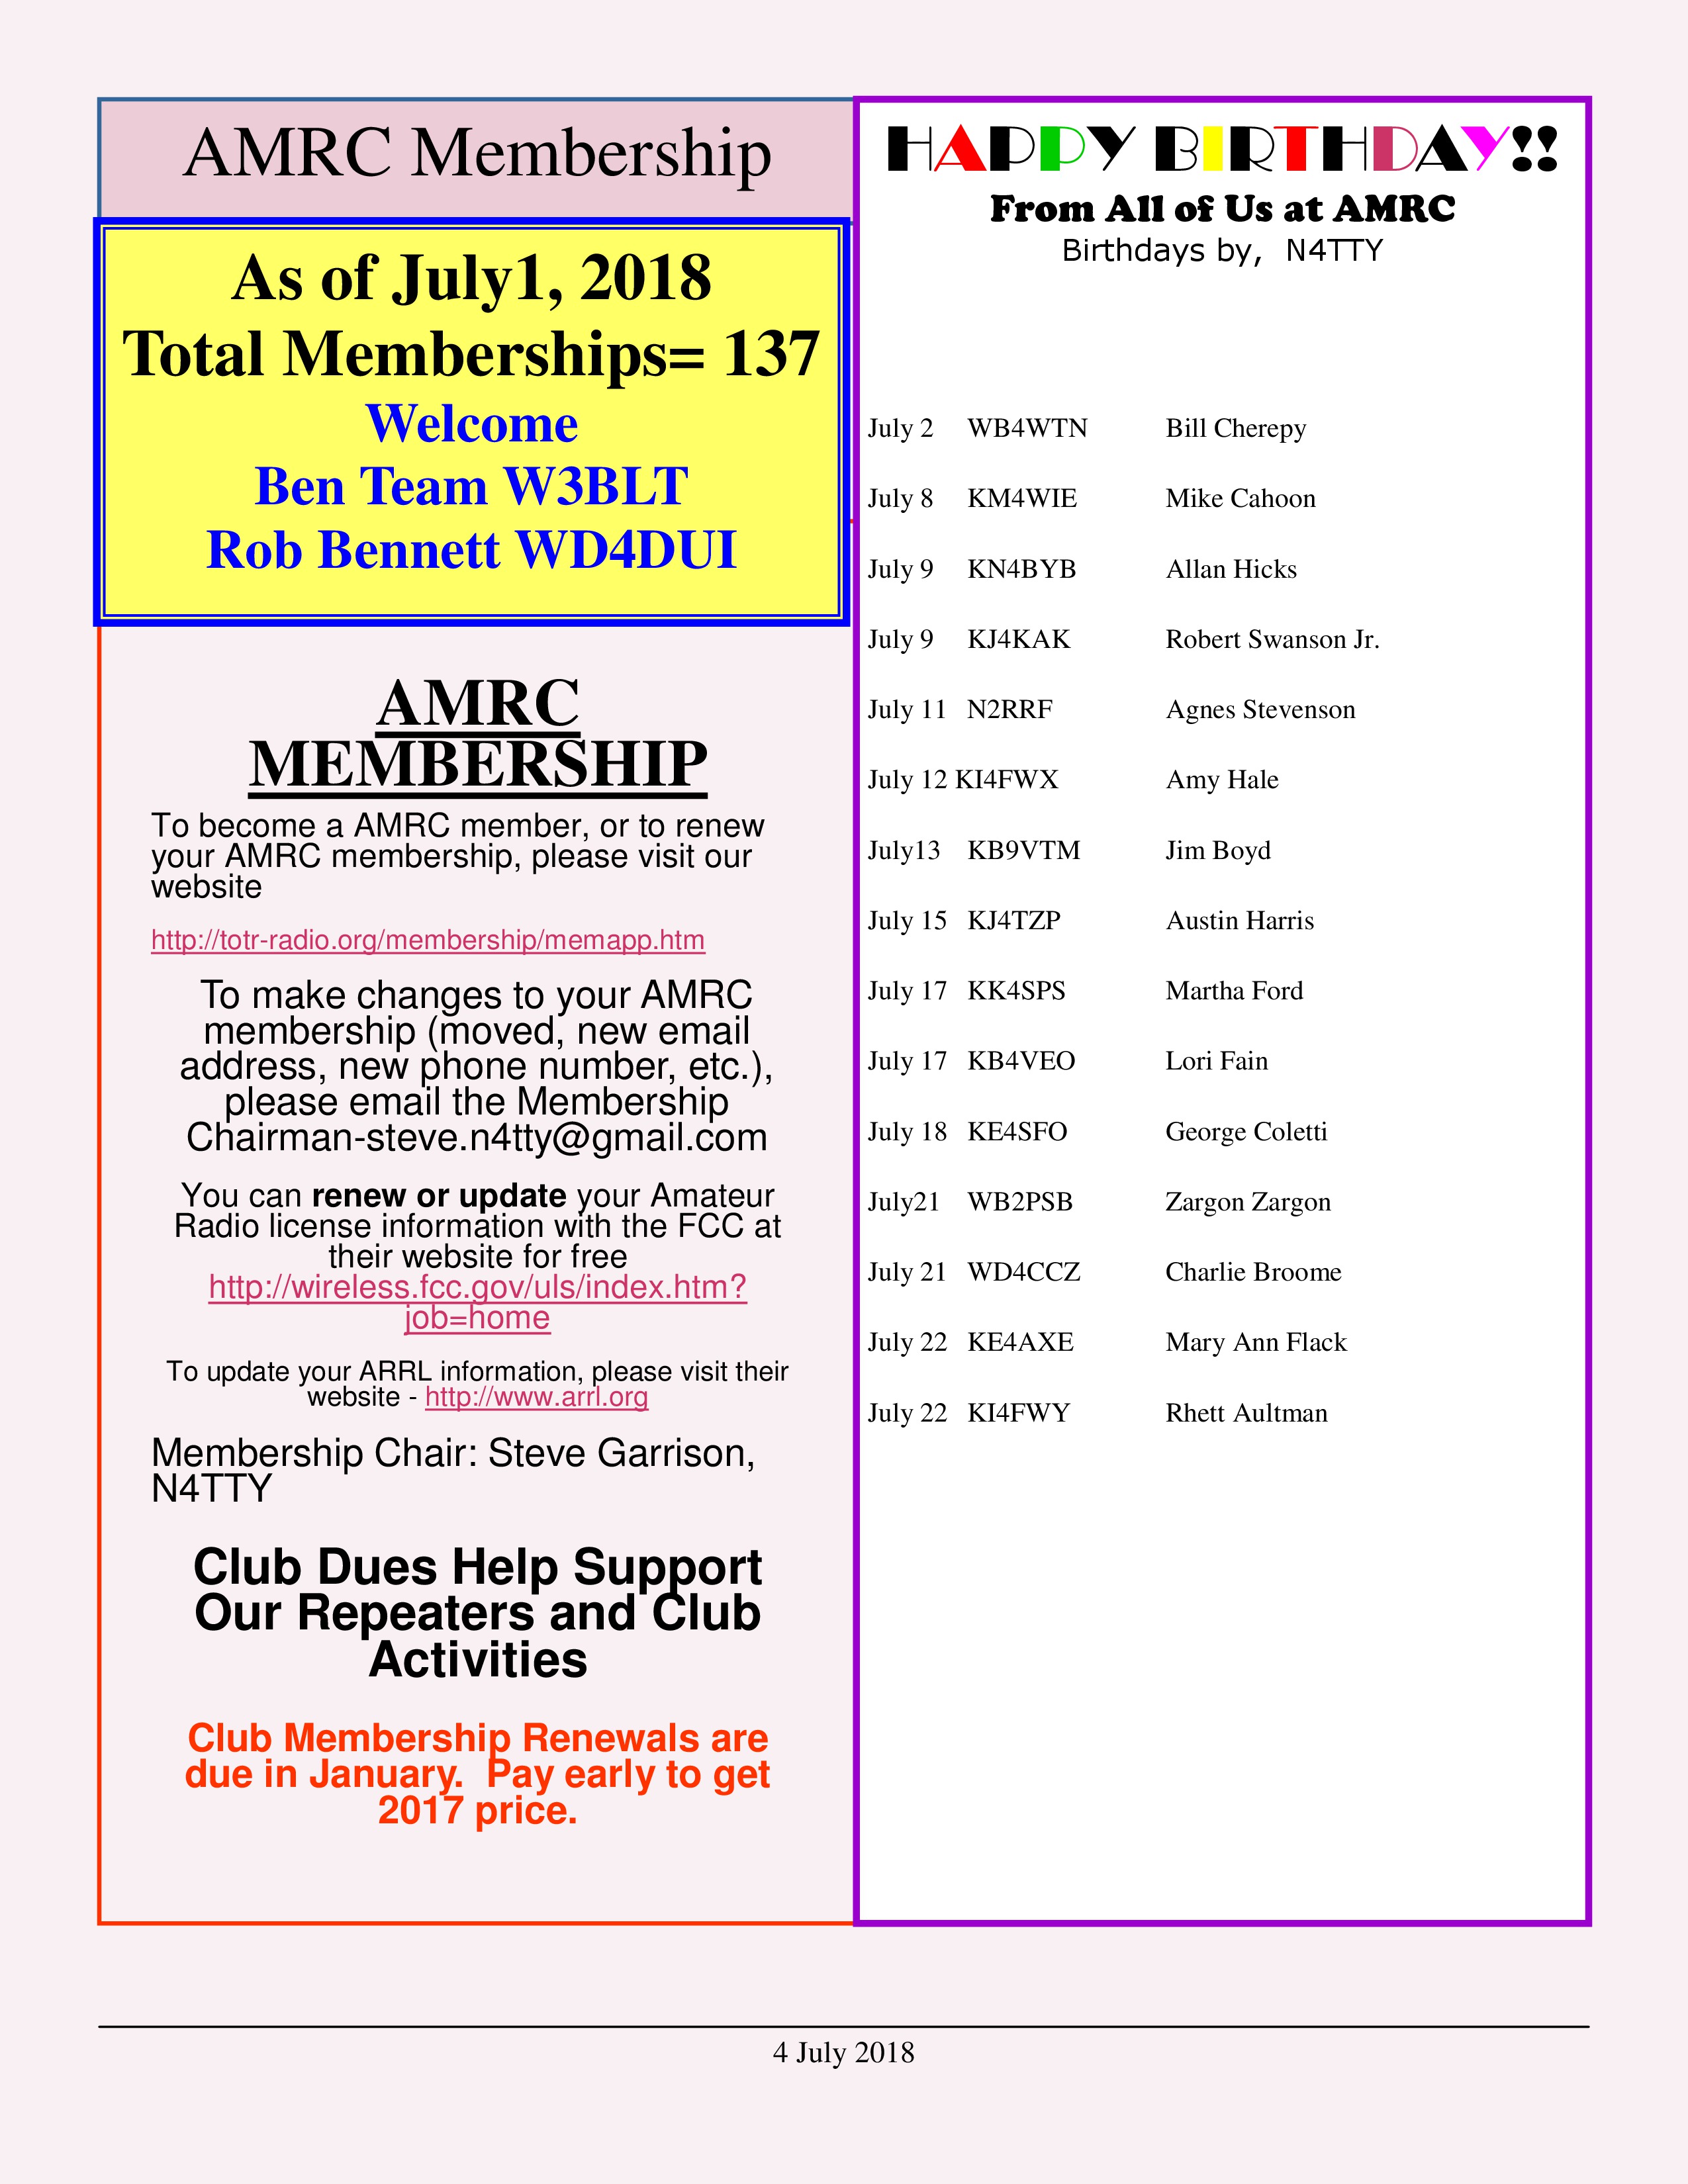 AMRC Membership
As of July1, 2018
Total Memberships= 137
Welcome
Ben Team W3BLT
Rob Bennett WD4DUI
AMRC
MEMBERSHIP
To become a AMRC member, or to renew
your AMRC membership, please visit our
website
http://totr-radio.org/membership/memapp.htm
To make changes to your AMRC
membership (moved, new email
address, new phone number, etc.),
please email the Membership
Chairman-steve.n4tty@gmail.com
You can renew or update your Amateur
Radio license information with the FCC at
their website for free
http://wireless.fcc.gov/uls/index.htm?
job=home
To update your ARRL information, please visit their
website - http://www.arrl.org
Membership Chair: Steve Garrison,
N4TTY
Club Dues Help Support
Our Repeaters and Club
Activities
Club Membership Renewals are
due in January.  Pay early to get
2017 price.
HAPPY BIRTHDAY!!
From All of Us at AMRC
Birthdays by,  N4TTY
July 2 WB4WTN Bill Cherepy
July 8 KM4WIE Mike Cahoon
July 9 KN4BYB Allan Hicks
July 9 KJ4KAK Robert Swanson Jr.
July 11 N2RRF Agnes Stevenson
July 12 KI4FWX Amy Hale
July13 KB9VTM Jim Boyd
July 15 KJ4TZP Austin Harris
July 17 KK4SPS Martha Ford
July 17 KB4VEO Lori Fain
July 18 KE4SFO George Coletti
July21 WB2PSB Zargon Zargon
July 21 WD4CCZ Charlie Broome
July 22 KE4AXE Mary Ann Flack
July 22 KI4FWY Rhett Aultman
4 July 2018